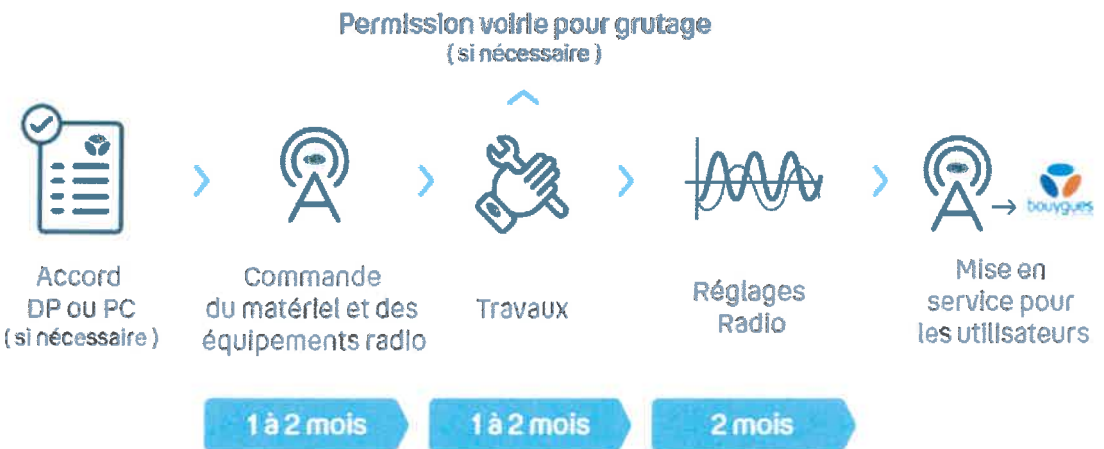 Permission voirie pour grutage
( si nécessaire )
Accord
DP ou PC
( si nécessaire )
Commande
du matériel et des
équipements radio
Travaux
Réglages
Radio
bouygues
Mise en
service pour
les utilisateurs
1 à 2 mois
1 à 2 mois
2 mois